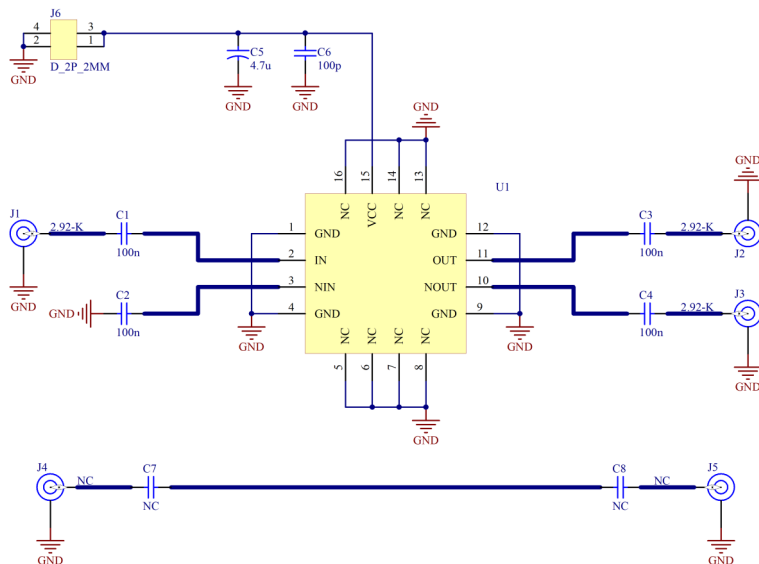 J6
4 3
2 1
GND
D_2P_2MM
C5
4.7u
GND
C6
100p
GND
GND
16 15 14 13
NC VCC NC NC
U1
J1
2.92-K
GND
C1
100n
1 GND
2 IN
3 NIN
4 GND
GND
GND
C2
100n
GND 12
OUT 11
NOUT 10
GND 9
GND
C3
100n
2.92-K
GND
J2
C4
100n
2.92-K
J3
GND
NC NC NC NC
5 6 7 8
GND
J4
NC
GND
C7
NC
C8
NC
NC
J5
GND